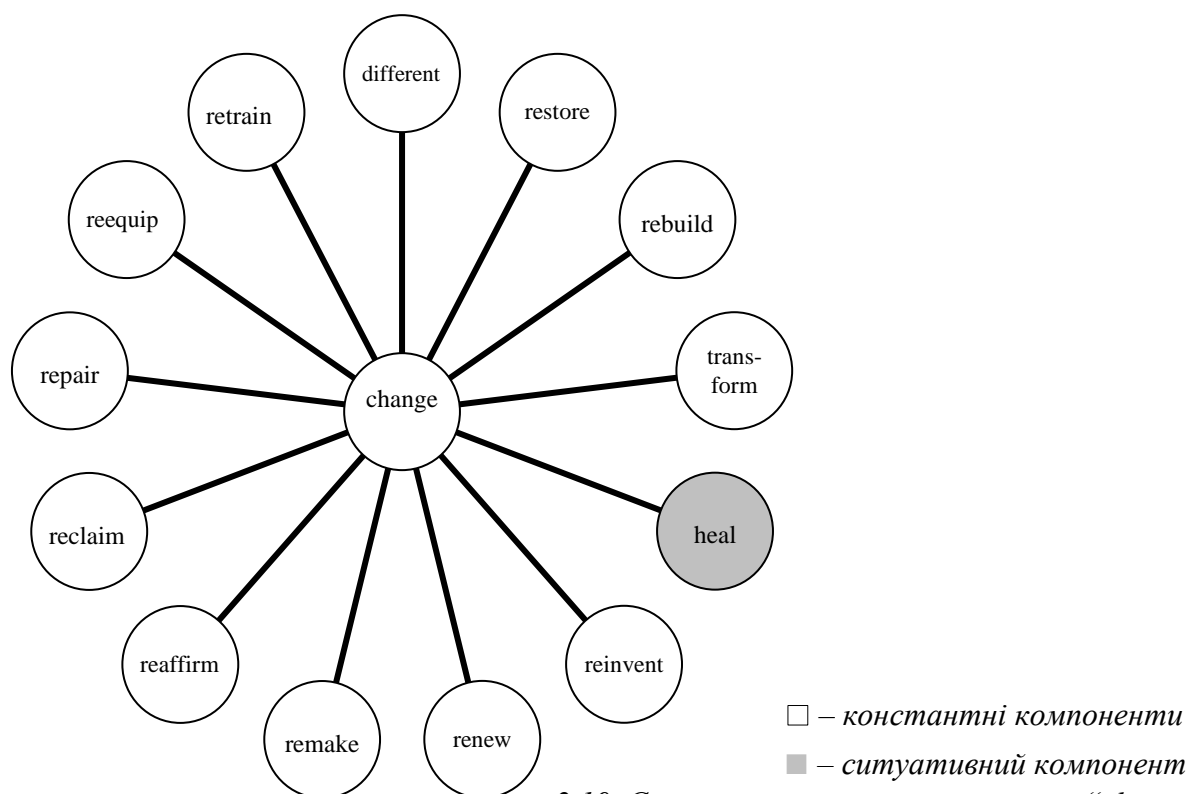 different
retrain
restore
reequip
rebuild
trans-
form
repair
change
reclaim
heal
reaffirm
reinvent
remake
renew
□ – константні компоненти
■ – ситуативний компонент